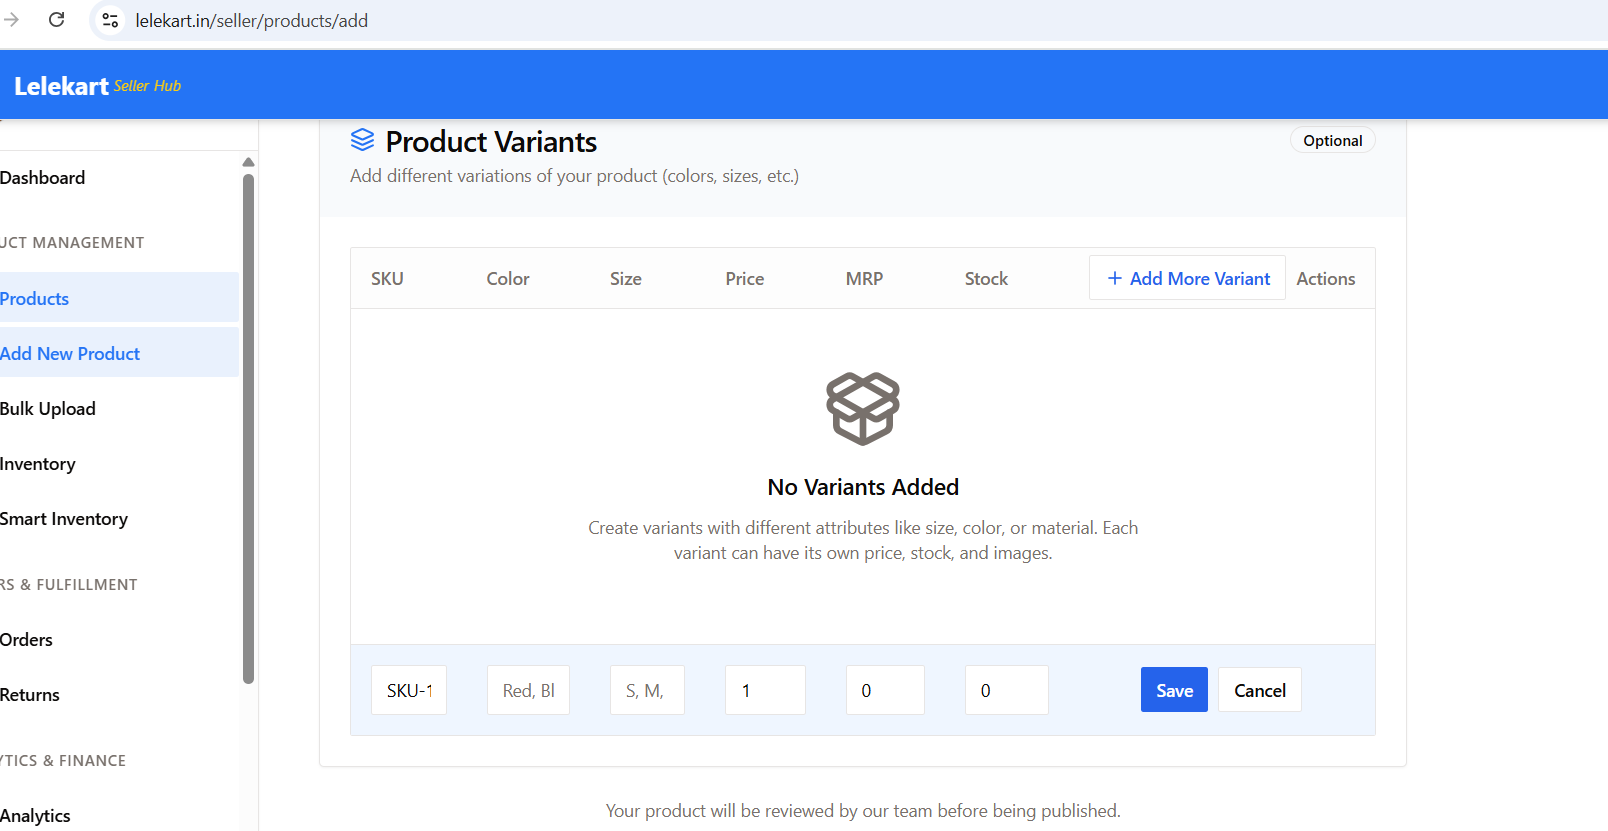 lelekart.in/seller/products/add
Lelekart Seller Hub
Product Variants
Optional
Add different variations of your product (colors, sizes, etc.)
Dashboard
UCT MANAGEMENT
Products
Add New Product
Bulk Upload
Inventory
Smart Inventory
RS & FULFILLMENT
Orders
Returns
YTICS & FINANCE
Analytics
SKU Color Size Price MRP Stock + Add More Variant Actions
No Variants Added
Create variants with different attributes like size, color, or material. Each
variant can have its own price, stock, and images.
SKU-1 Red, Bl S, M, 1 0 0 Save Cancel
Your product will be reviewed by our team before being published.